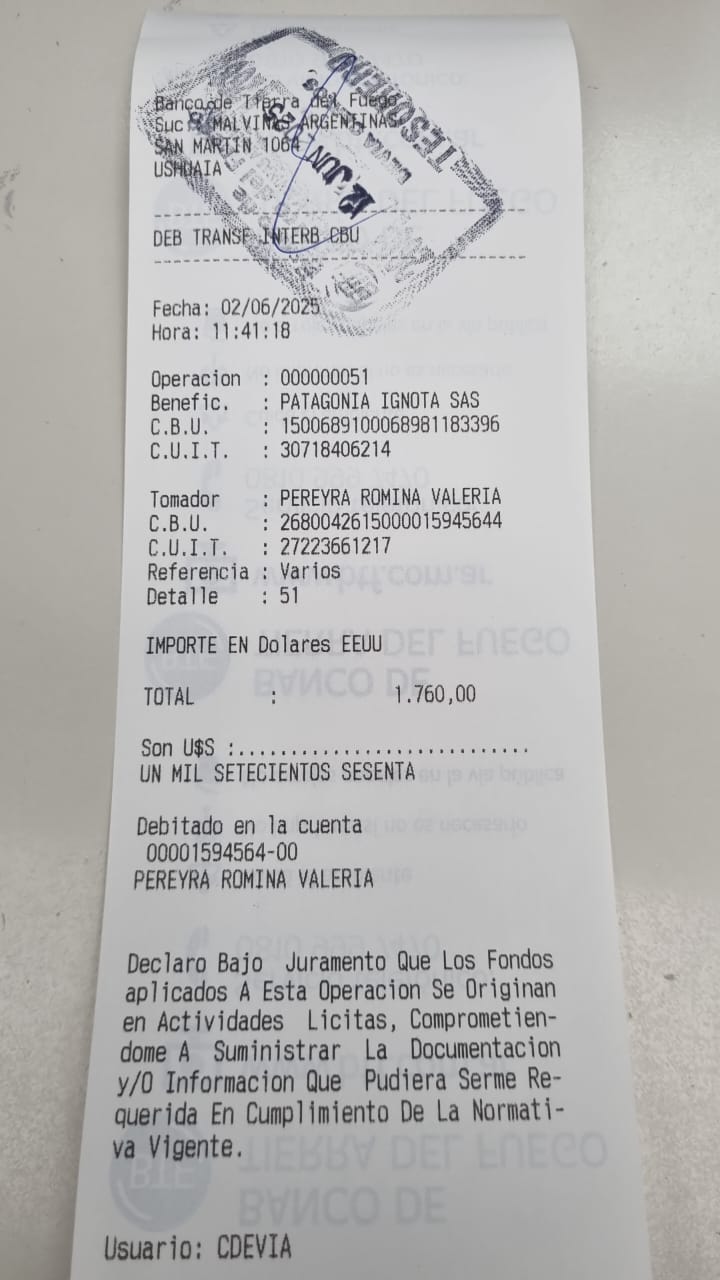 Banco de Tierra del Fuego
Suc MALVINAS ARGENTINAS
SAN MARTIN 1064
USHUAIA
TESORERO
12 JUN
DEB TRANSF INTERB CBU
Fecha: 02/06/2025
Hora: 11:41:18
Operacion : 000000051
Benefic. : PATAGONIA IGNOTA SAS
C.B.U. : 1500689100068981183396
C.U.I.T. : 30718406214
Tomador : PEREYRA ROMINA VALERIA
C.B.U. : 2680042615000015945644
C.U.I.T. : 27223661217
Referencia : Varios
Detalle : 51
IMPORTE EN Dolares EEUU
TOTAL : 1.760,00
Son U$S :.............................
UN MIL SETECIENTOS SESENTA
Debitado en la cuenta
00001594564-00
PEREYRA ROMINA VALERIA
Declaro Bajo Juramento Que Los Fondos
aplicados A Esta Operacion Se Originan
en Actividades Licitas, Comprometien-
dome A Suministrar La Documentacion
y/O Informacion Que Pudiera Serme Re-
querida En Cumplimiento De La Normati-
va Vigente.
Usuario: CDEVIA